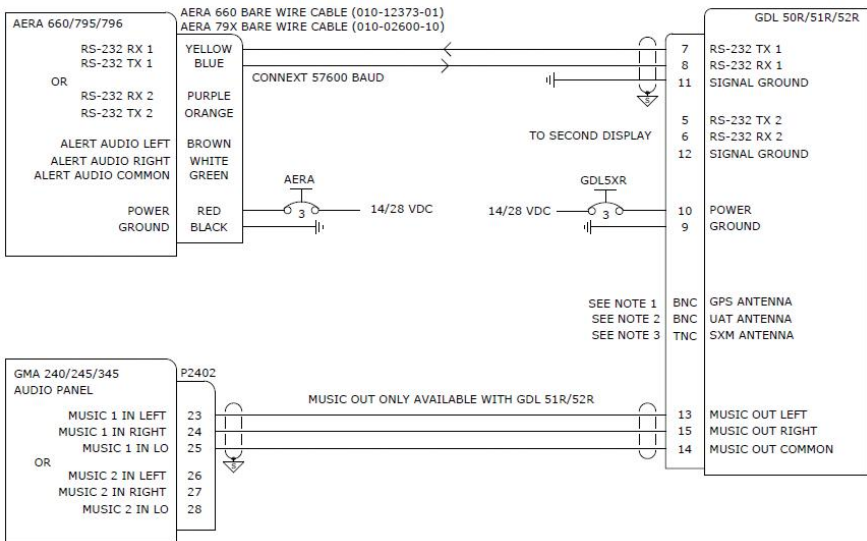 AERA 660 BARE WIRE CABLE (010-12373-01)
AERA 79X BARE WIRE CABLE (010-02600-10)
AERA 660/795/796
RS-232 RX 1 YELLOW
RS-232 TX 1 BLUE
OR
RS-232 RX 2 PURPLE
RS-232 TX 2 ORANGE
ALERT AUDIO LEFT BROWN
ALERT AUDIO RIGHT WHITE
ALERT AUDIO COMMON GREEN
POWER RED
GROUND BLACK
CONNEXT 57600 BAUD
AERA
3
14/28 VDC
GDL 50R/51R/52R
7 RS-232 TX 1
8 RS-232 RX 1
11 SIGNAL GROUND
S
TO SECOND DISPLAY
5 RS-232 TX 2
6 RS-232 RX 2
12 SIGNAL GROUND
GDL5XR
14/28 VDC
3
10 POWER
9 GROUND
SEE NOTE 1 BNC GPS ANTENNA
SEE NOTE 2 BNC UAT ANTENNA
SEE NOTE 3 TNC SXM ANTENNA
GMA 240/245/345
AUDIO PANEL
P2402
MUSIC 1 IN LEFT 23
MUSIC 1 IN RIGHT 24
MUSIC 1 IN LO 25
OR
MUSIC 2 IN LEFT 26
MUSIC 2 IN RIGHT 27
MUSIC 2 IN LO 28
S
MUSIC OUT ONLY AVAILABLE WITH GDL 51R/52R
13 MUSIC OUT LEFT
15 MUSIC OUT RIGHT
14 MUSIC OUT COMMON